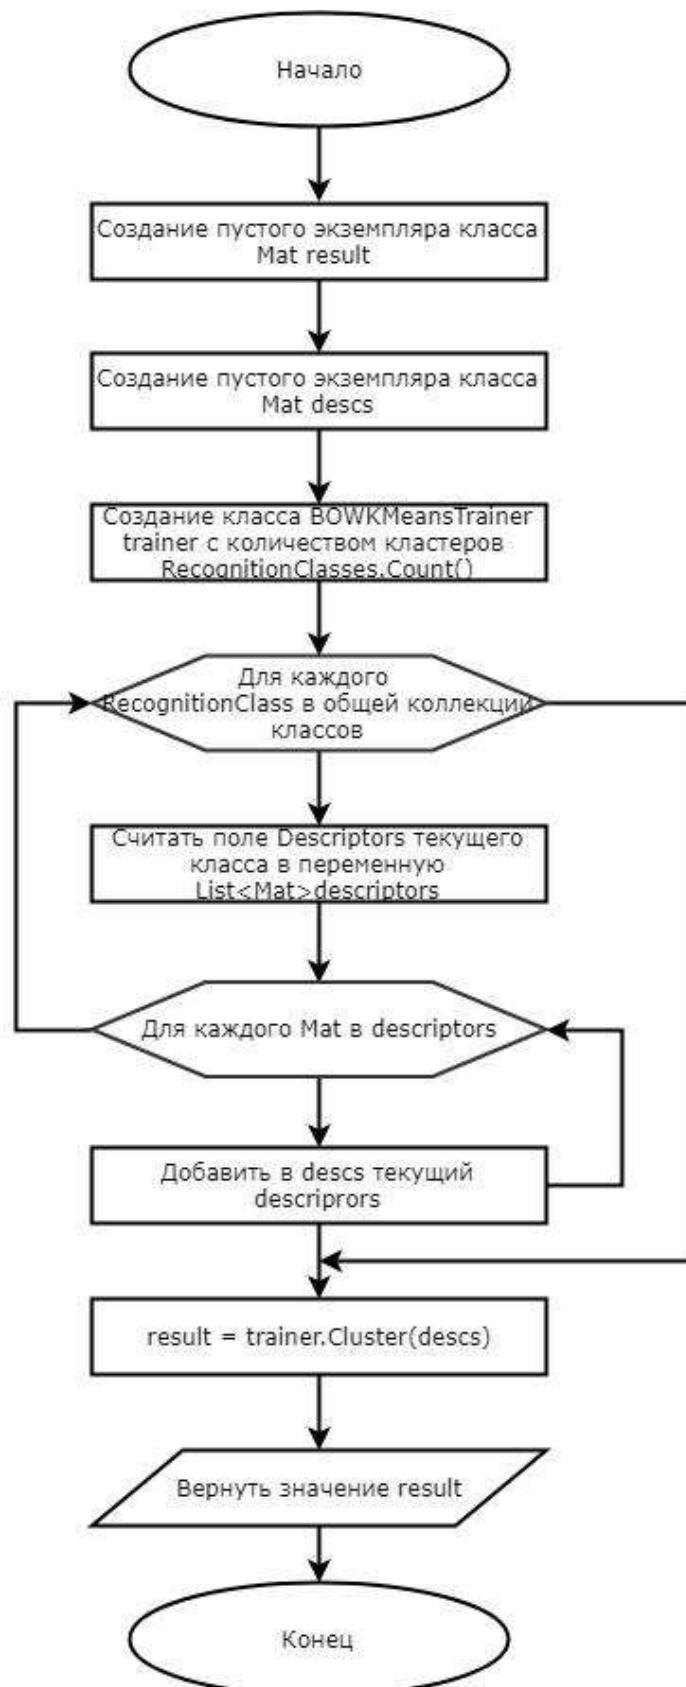 Начало
Создание пустого экземпляра класса
Mat result
Создание пустого экземпляра класса
Mat descs
Создание класса BOWKMeansTrainer
trainer с количеством кластеров
RecognitionClasses.Count()
Для каждого
RecognitionClass в общей коллекции
классов
Считать поле Descriptors текущего
класса в переменную
List<Mat>descriptors
Для каждого Mat в descriptors
Добавить в descs текущий
descriprors
result = trainer.Cluster(descs)
Вернуть значение result
Конец